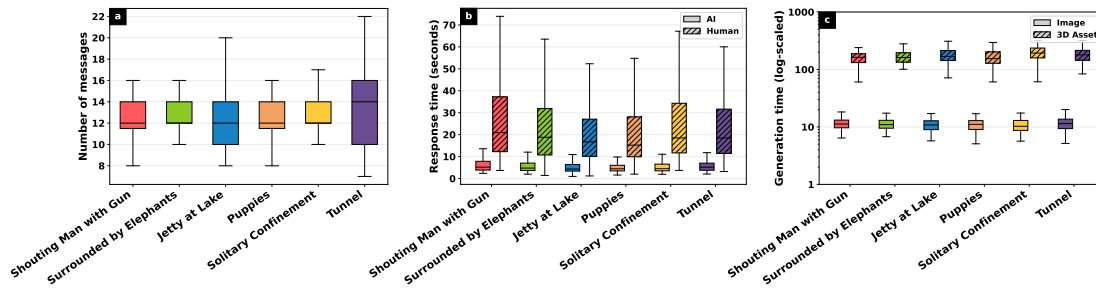 a
Number of messages
22
20
18
16
14
12
10
8
Shouting Man with Gun
Surrounded by Elephants
Jetty at Lake
Puppies
Solitary Confinement
Tunnel
b
Response time (seconds)
70
60
50
40
30
20
10
0
AI
Human
Shouting Man with Gun
Surrounded by Elephants
Jetty at Lake
Puppies
Solitary Confinement
Tunnel
c
Generation time (log-scaled)
1000
100
10
1
Image
3D Asset
Shouting Man with Gun
Surrounded by Elephants
Jetty at Lake
Puppies
Solitary Confinement
Tunnel